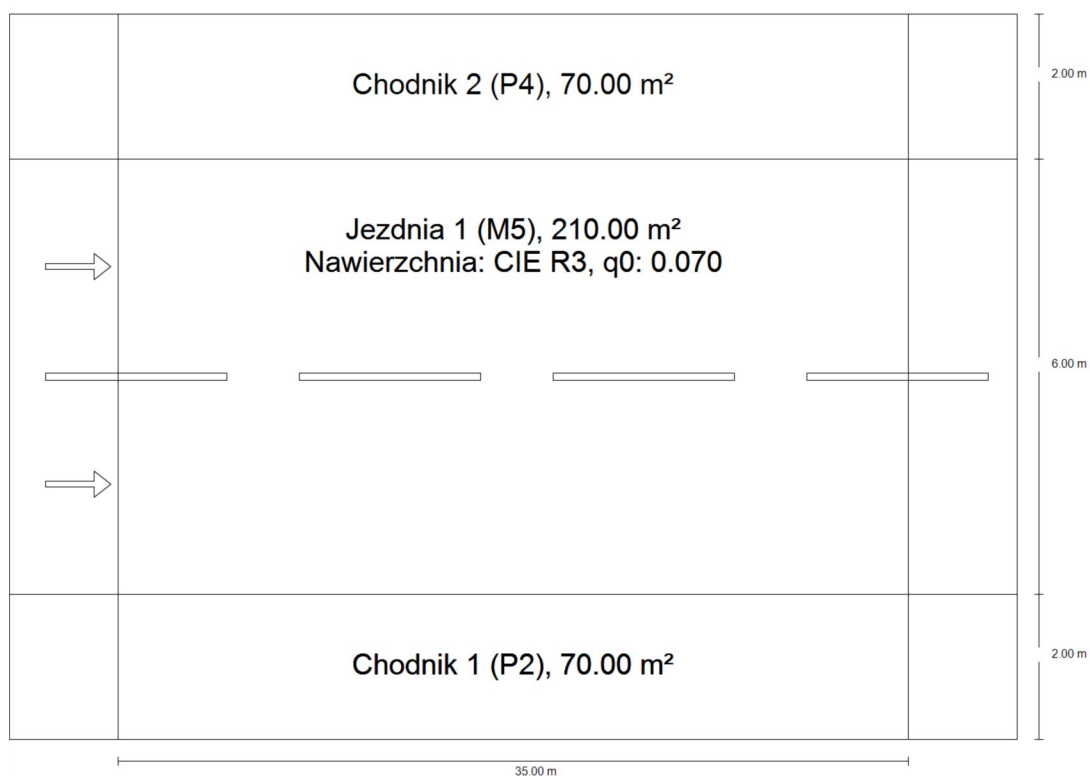 Chodnik 2 (P4), 70.00 m²
2.00 m
Jezdnia 1 (M5), 210.00 m²
Nawierzchnia: CIE R3, q0: 0.070
6.00 m
Chodnik 1 (P2), 70.00 m²
2.00 m
35.00 m